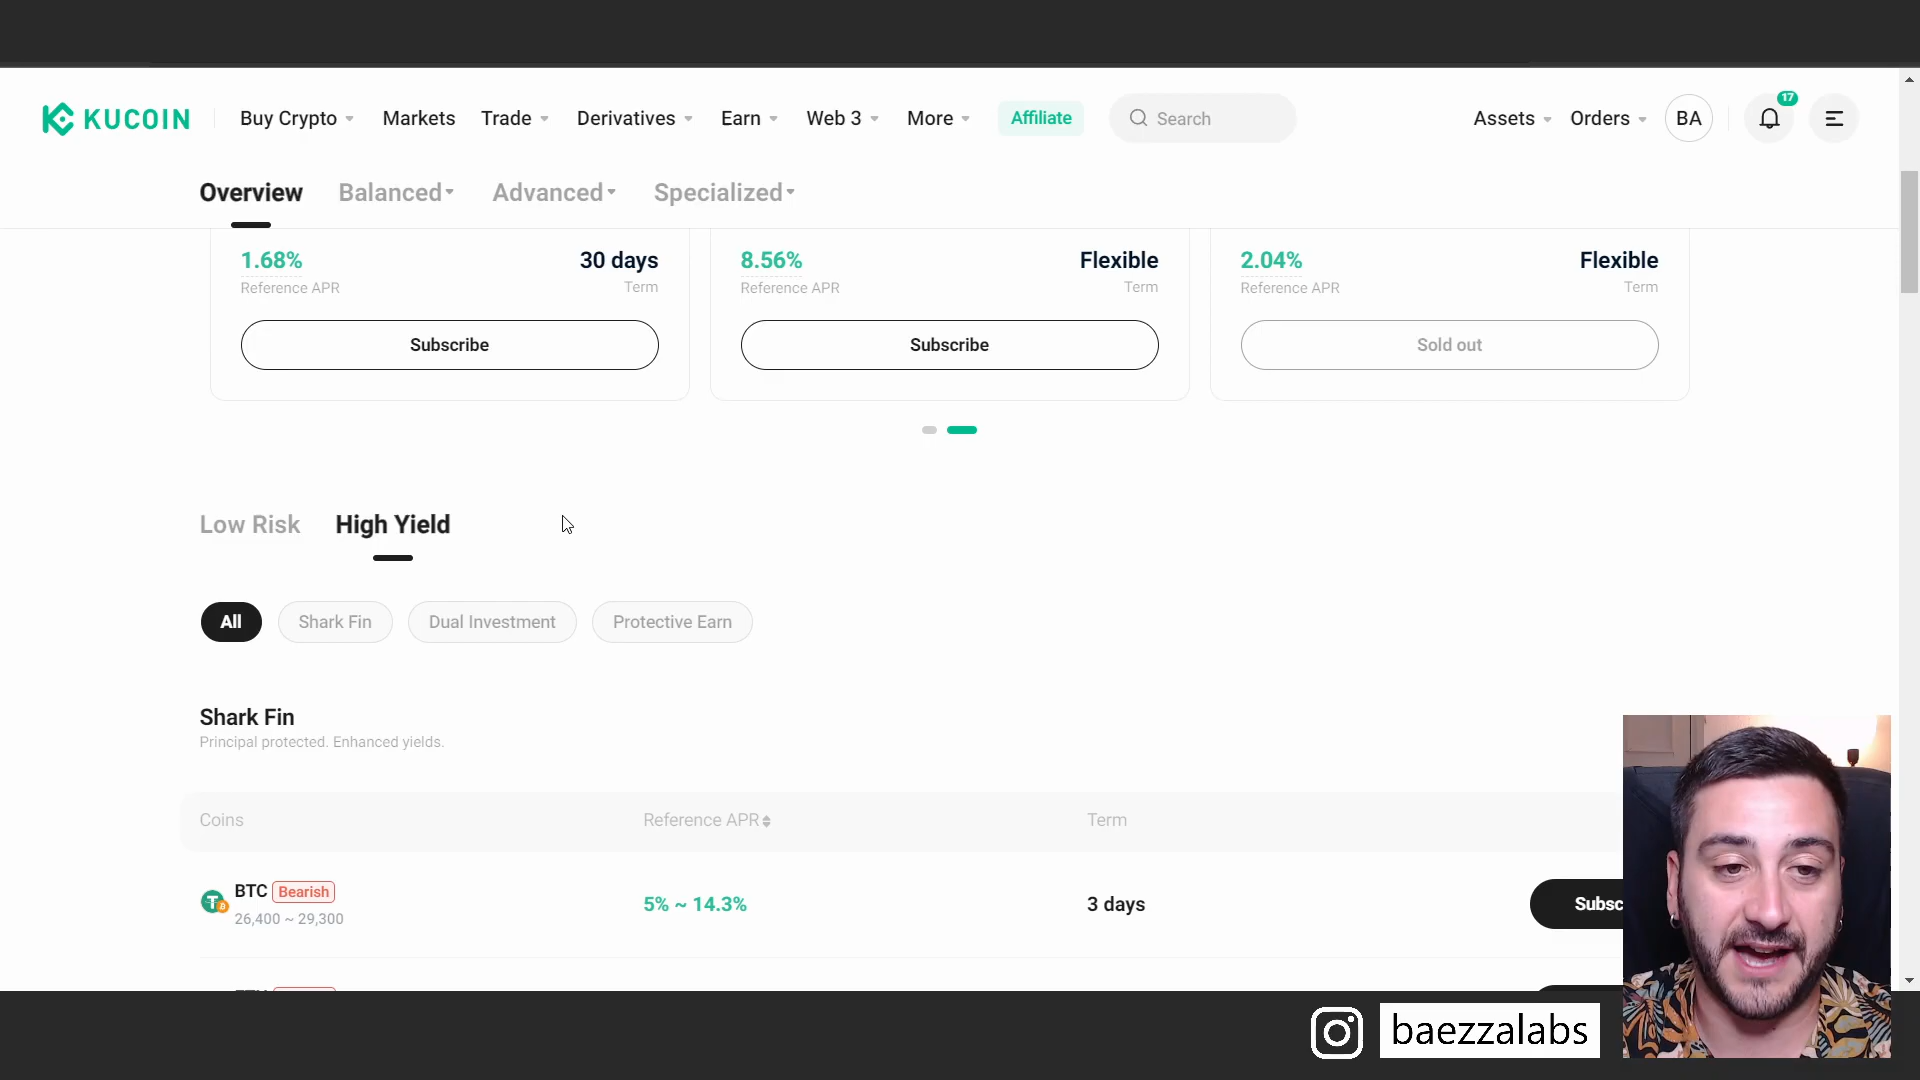 KUCOIN
Buy Crypto Markets Trade Derivatives Earn Web 3 More Affiliate Search Assets Orders BA 17
Overview Balanced Advanced Specialized
1.68% 30 days 8.56% Flexible 2.04% Flexible
Reference APR Term Reference APR Term Reference APR Term
Subscribe Subscribe Sold out
Low Risk High Yield
All Shark Fin Dual Investment Protective Earn
Shark Fin
Principal protected. Enhanced yields.
Coins Reference APR Term
BTC Bearish 5% ~ 14.3% 3 days Subsc
26,400 ~ 29,300
baezzalabs